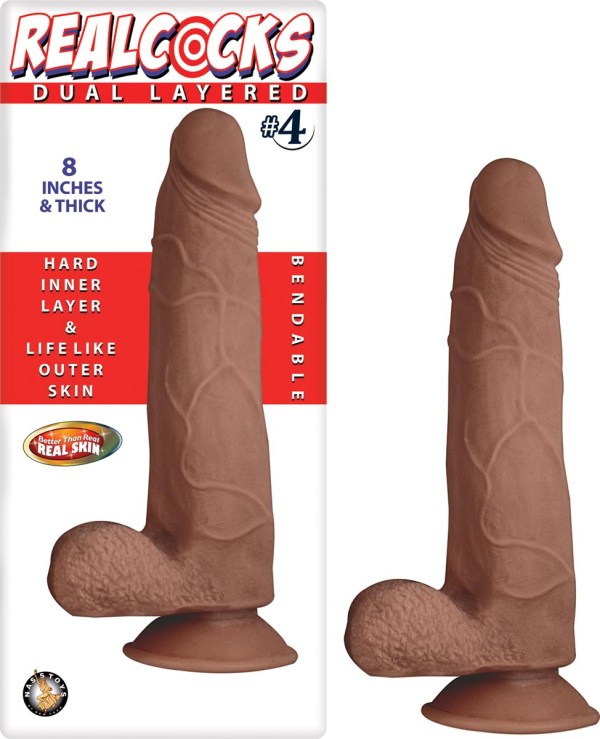 REALCOCKS
DUAL LAYERED
#4
8
INCHES
& THICK
HARD
INNER
LAYER
&
LIFE LIKE
OUTER
SKIN
BENDABLE
Better Than Real
REAL SKIN
NASSTOYS